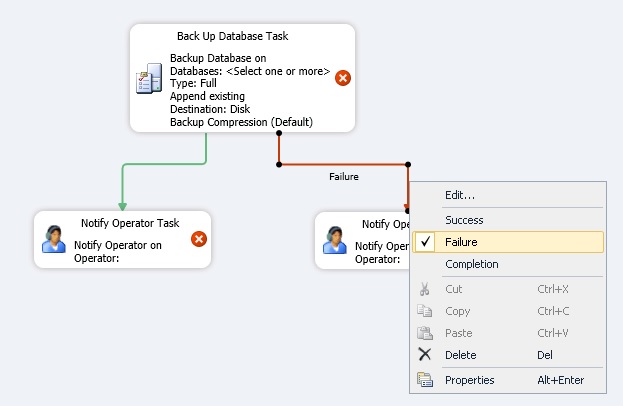 Back Up Database Task
Backup Database on
Databases: <Select one or more>
Type: Full
Append existing
Destination: Disk
Backup Compression (Default)
Failure
Notify Operator Task
Notify Operator on
Operator:
Notify Ope
Notify Oper
Operator:
Edit...
Success
Failure
Completion
Cut Ctrl+X
Copy Ctrl+C
Paste Ctrl+V
Delete Del
Properties Alt+Enter